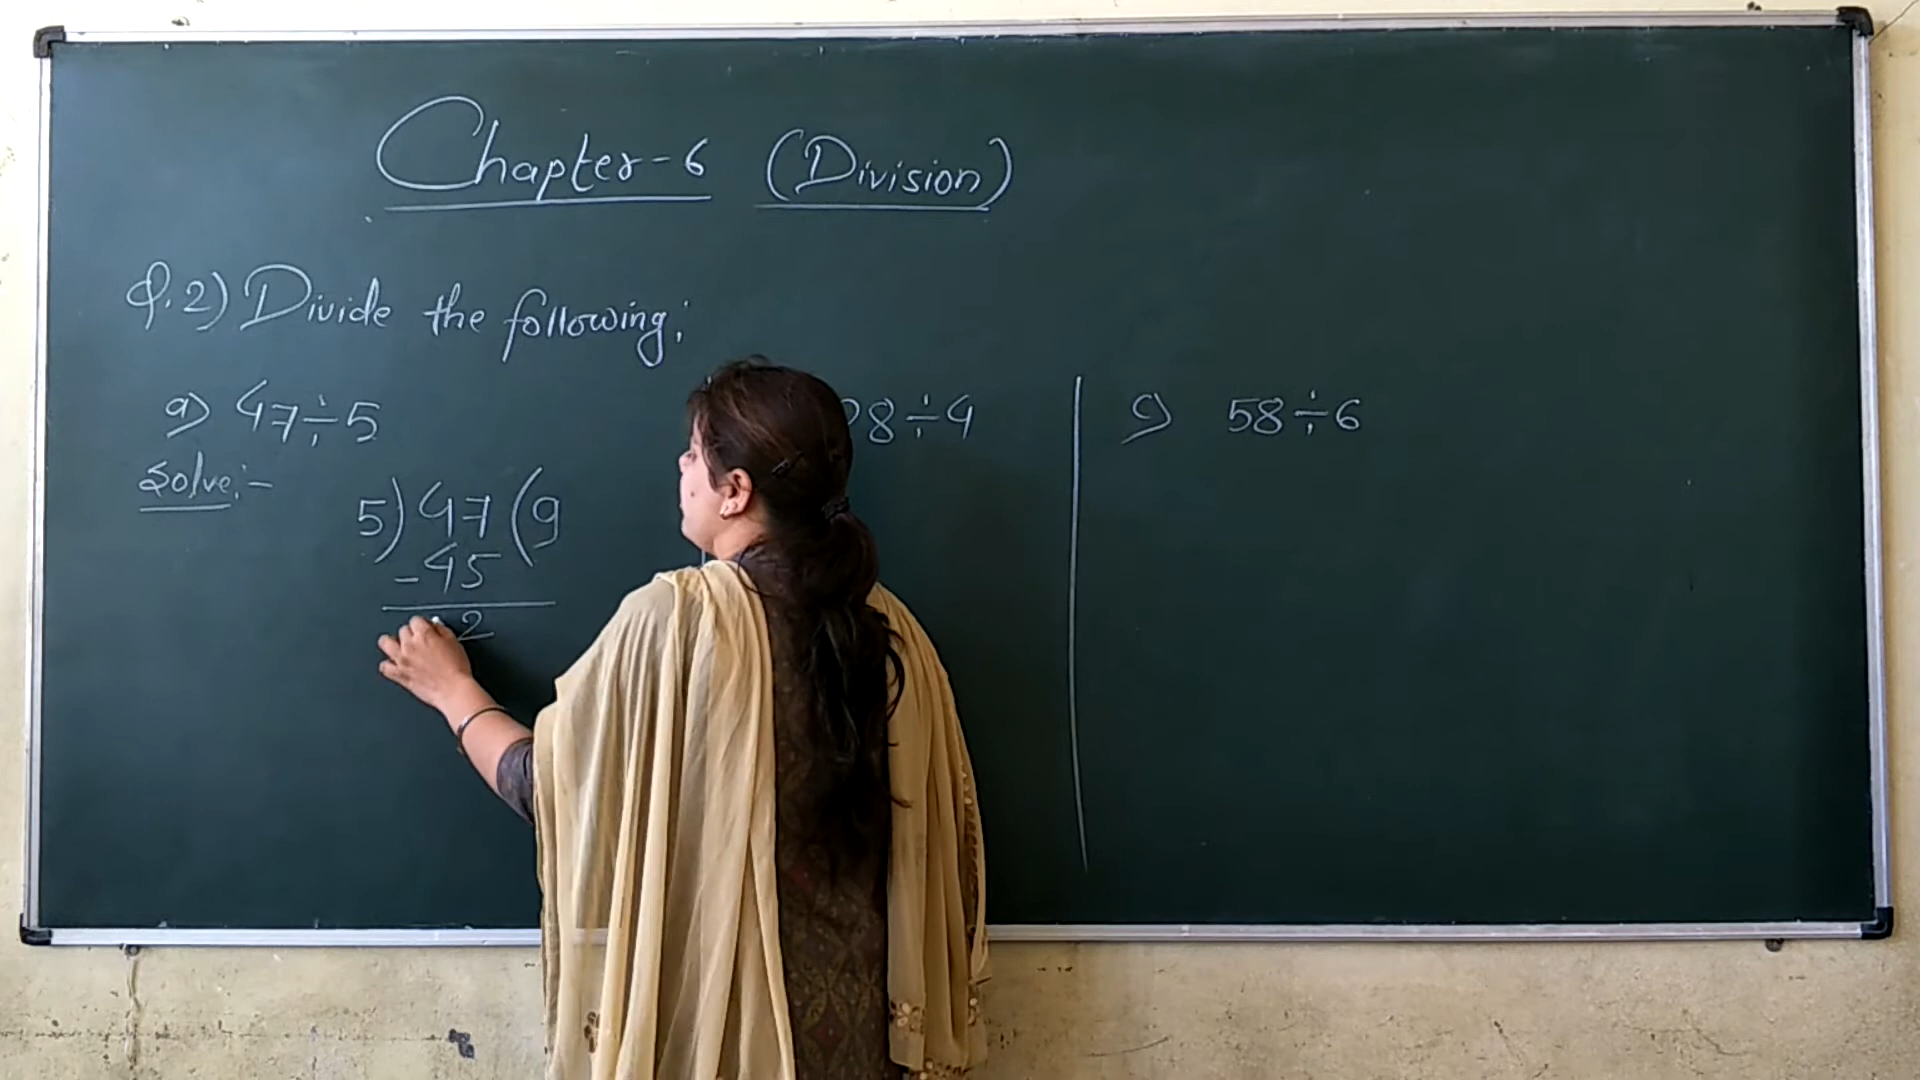 Chapter-6 (Division)
Q.2) Divide the following;
a) 47÷5
Solve:-
5)47(9
-45
2
8÷4
c) 58÷6